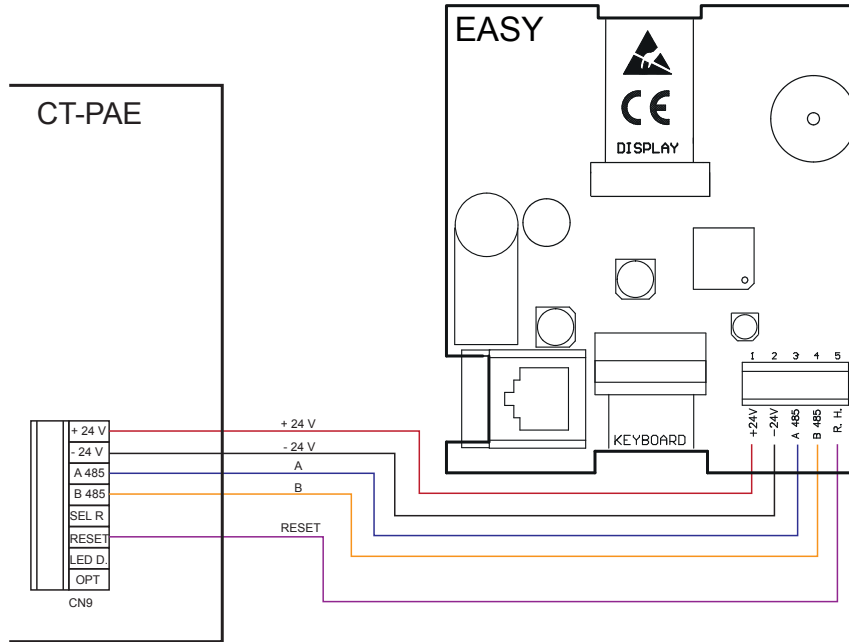 EASY
CE
DISPLAY
CT-PAE
1 2 3 4 5
+24V
-24V
A 485
B 485
R. H.
KEYBOARD
+ 24 V
- 24 V
A 485
B 485
SEL R
RESET
LED D.
OPT
CN9
+ 24 V
- 24 V
A
B
RESET